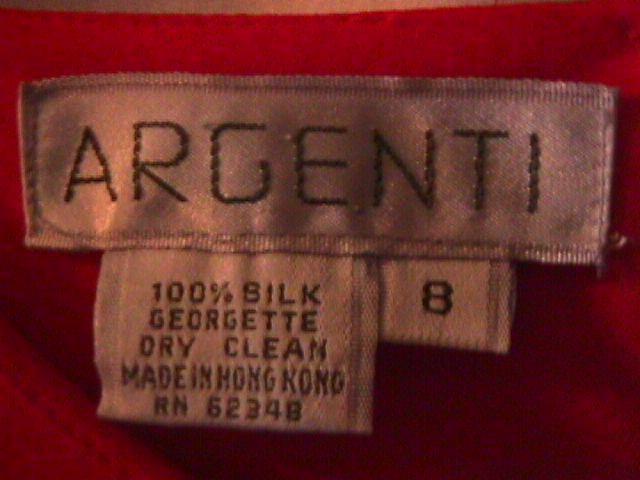 ARGENTI
100% SILK
GEORGETTE
DRY CLEAN
MADE IN HONG KONG
RN 62348
8